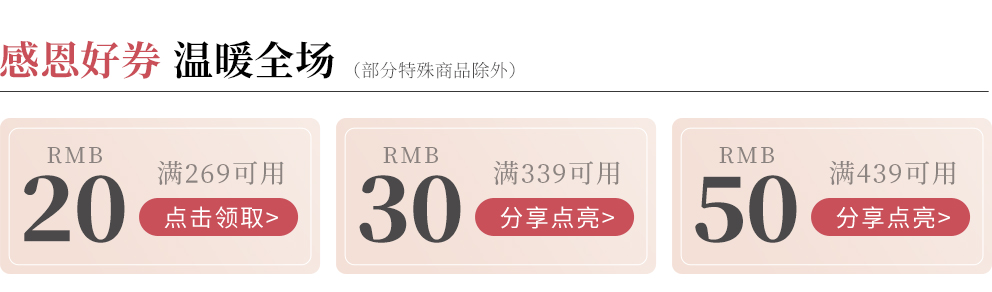 感恩好券 温暖全场 （部分特殊商品除外）
RMB
20
满269可用
点击领取>
RMB
30
满339可用
分享点亮>
RMB
50
满439可用
分享点亮>